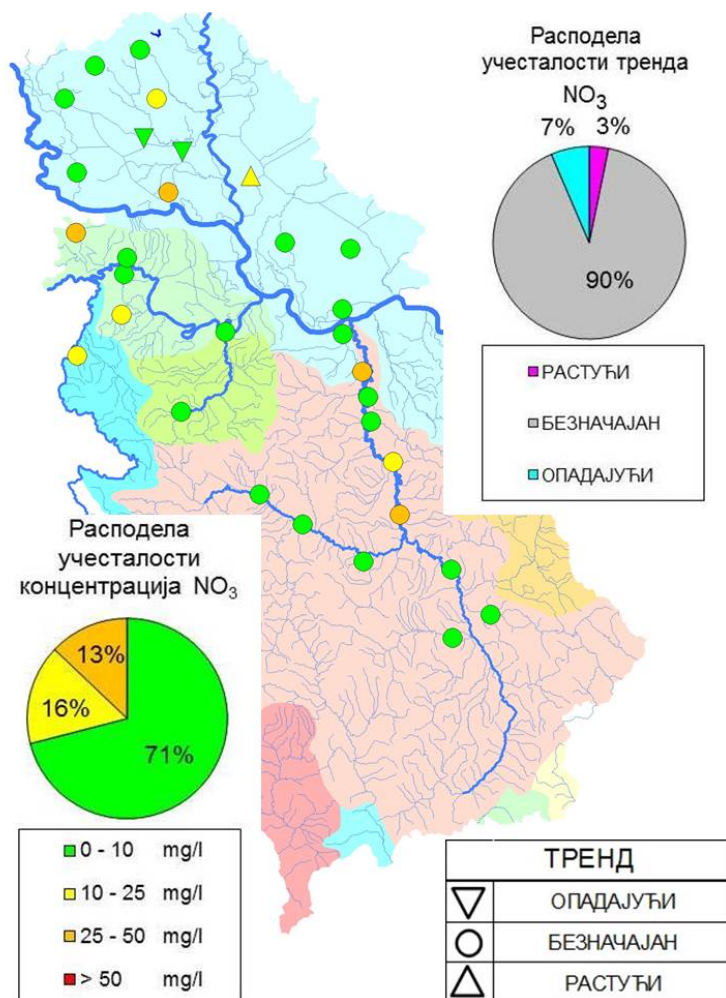 Расподела
учесталости тренда
NO₃
7% 3%
90%
РАСТУЋИ
БЕЗНАЧАЈАН
ОПАДАЈУЋИ
Расподела
учесталости
концентрација NO₃
13%
16%
71%
0 - 10 mg/l
10 - 25 mg/l
25 - 50 mg/l
> 50 mg/l
ТРЕНД
ОПАДАЈУЋИ
БЕЗНАЧАЈАН
РАСТУЋИ